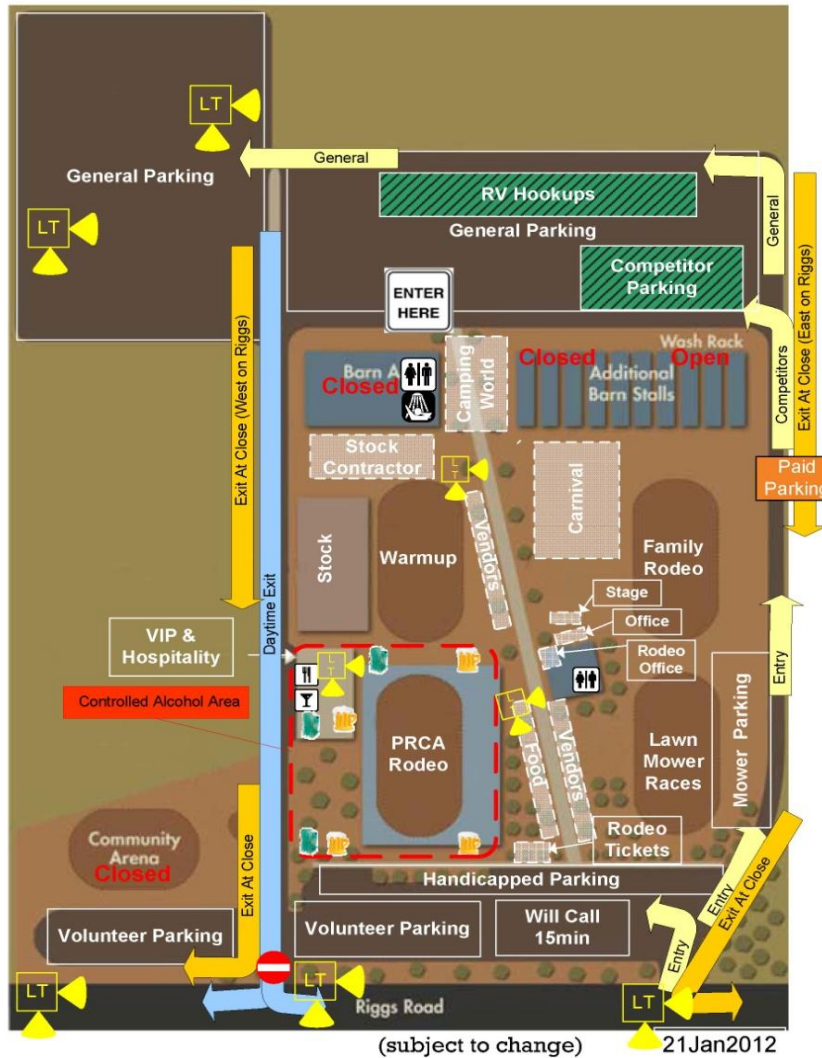 LT
General Parking
LT
General
RV Hookups
General Parking
General
Competitor
Parking
ENTER
HERE
Exit At Close (West on Riggs)
Exit At Close (East on Riggs)
Competitors
Wash Rack
Barn A
Closed
Camping
World
Closed
Open
Additional
Barn Stalls
Stock
Contractor
LT
Paid
Parking
Carnival
Vendors
Stock
Warmup
Family
Rodeo
Stage
Office
Rodeo
Office
Daytime Exit
VIP &
Hospitality
LT
Entry
Controlled Alcohol Area
PRCA
Rodeo
LT
Food
Vendors
Lawn
Mower
Races
Mower Parking
Rodeo
Tickets
Community
Arena
Closed
Exit At Close
Handicapped Parking
Entry
Exit At Close
Volunteer Parking
Volunteer Parking
Will Call
15min
Entry
LT
LT
Riggs Road
LT
(subject to change)
21Jan2012